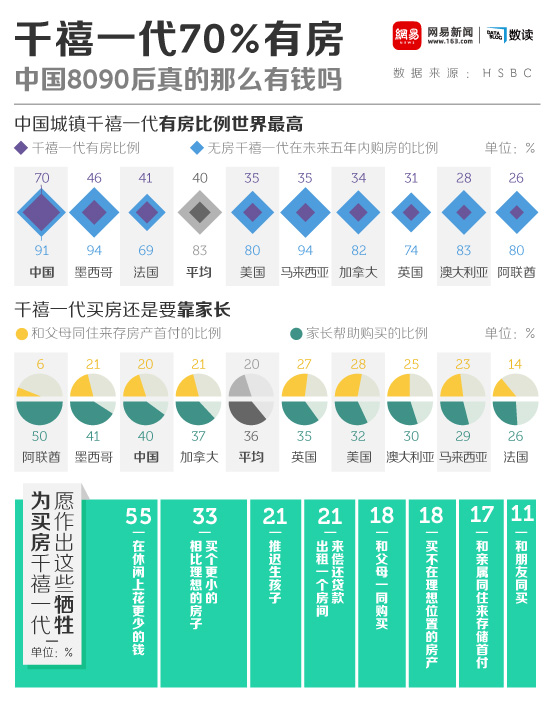 千禧一代70%有房
中国8090后真的那么有钱吗
網易
NEWS
网易新闻
www.163.com
DATA
BLOG
数读
数据来源：HSBC
中国城镇千禧一代有房比例世界最高
千禧一代有房比例
无房千禧一代在未来五年内购房的比例
单位：%
70 46 41 40 35 35 34 31 28 26
91 94 69 83 80 94 82 74 83 80
中国 墨西哥 法国 平均 美国 马来西亚 加拿大 英国 澳大利亚 阿联酋
千禧一代买房还是要靠家长
和父母同住来存房产首付的比例
家长帮助购买的比例
单位：%
6 21 20 21 20 27 28 25 23 14
50 41 40 37 36 35 32 30 29 26
阿联酋 墨西哥 中国 加拿大 平均 英国 美国 澳大利亚 马来西亚 法国
为买房千禧一代
愿作出这些牺牲
单位：%
55
在休闲上花更少的钱
33
买个更小的
相比理想的房子
21
推迟生孩子
21
来偿还贷款
出租一个房间
18
和父母一同购买
18
买不在理想位置的房产
17
和亲属同住来存储首付
11
和朋友同买